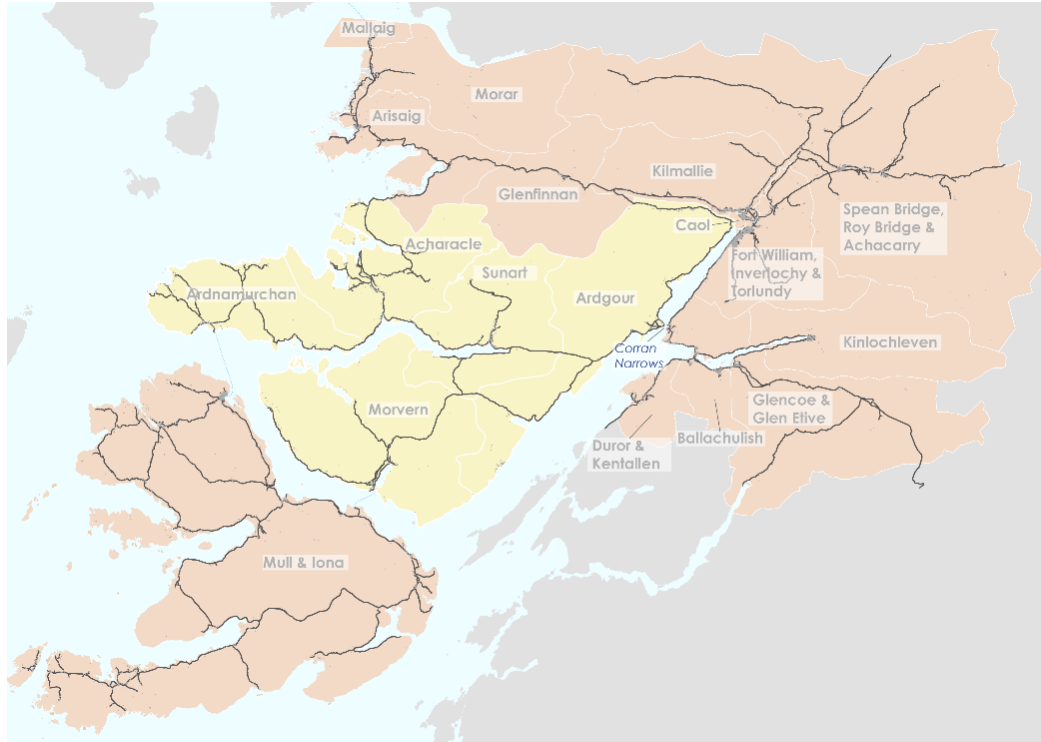 Mallaig
Morar
Arisaig
Kilmallie
Glenfinnan
Spean Bridge,
Roy Bridge &
Achacarry
Caol
Acharacle
Sunart
Fort William,
Inverlochy &
Torlundy
Ardnamurchan
Ardgour
Corran
Narrows
Kinlochleven
Morvern
Glencoe &
Glen Etive
Ballachulish
Duror &
Kentallen
Mull & Iona